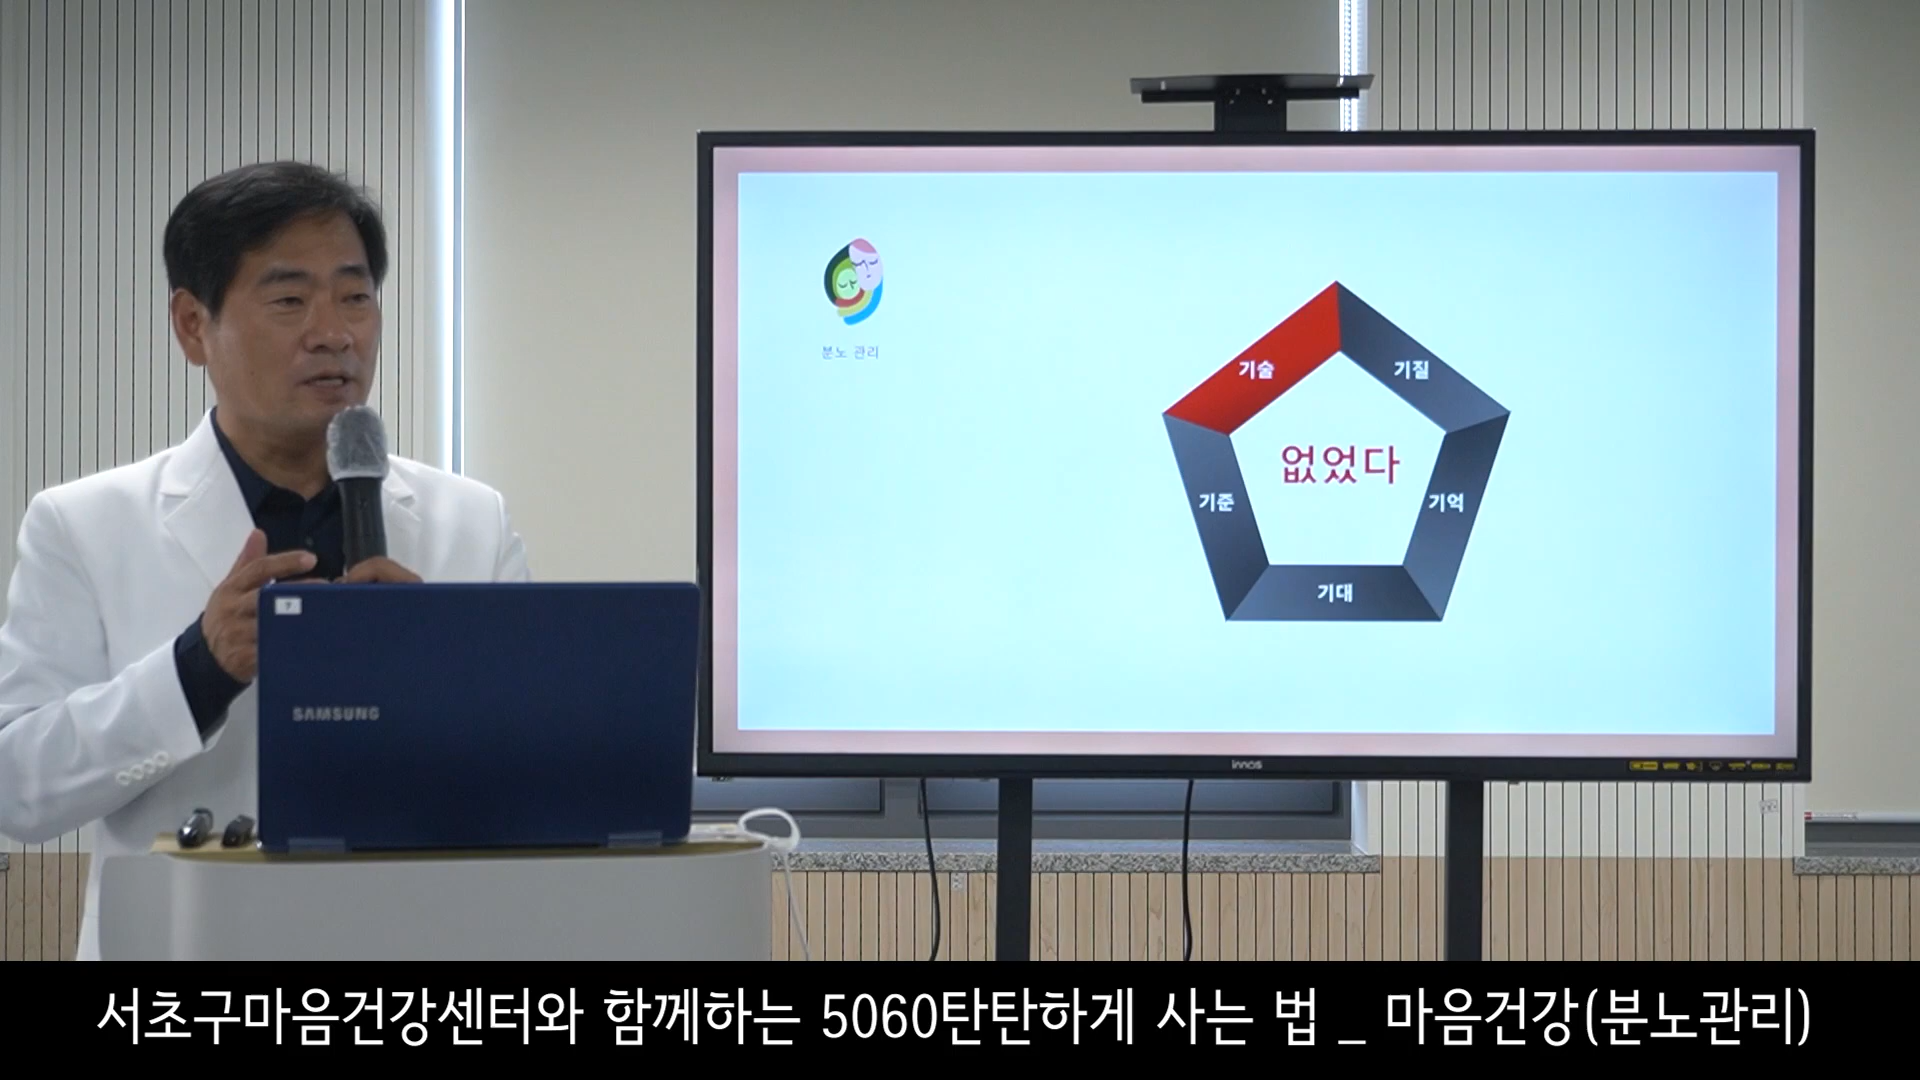 분노 관리
기술
기질
없었다
기준
기억
기대
?
SAMSUNG
innos
서초구마음건강센터와 함께하는 5060탄탄하게 사는 법 _ 마음건강(분노관리)